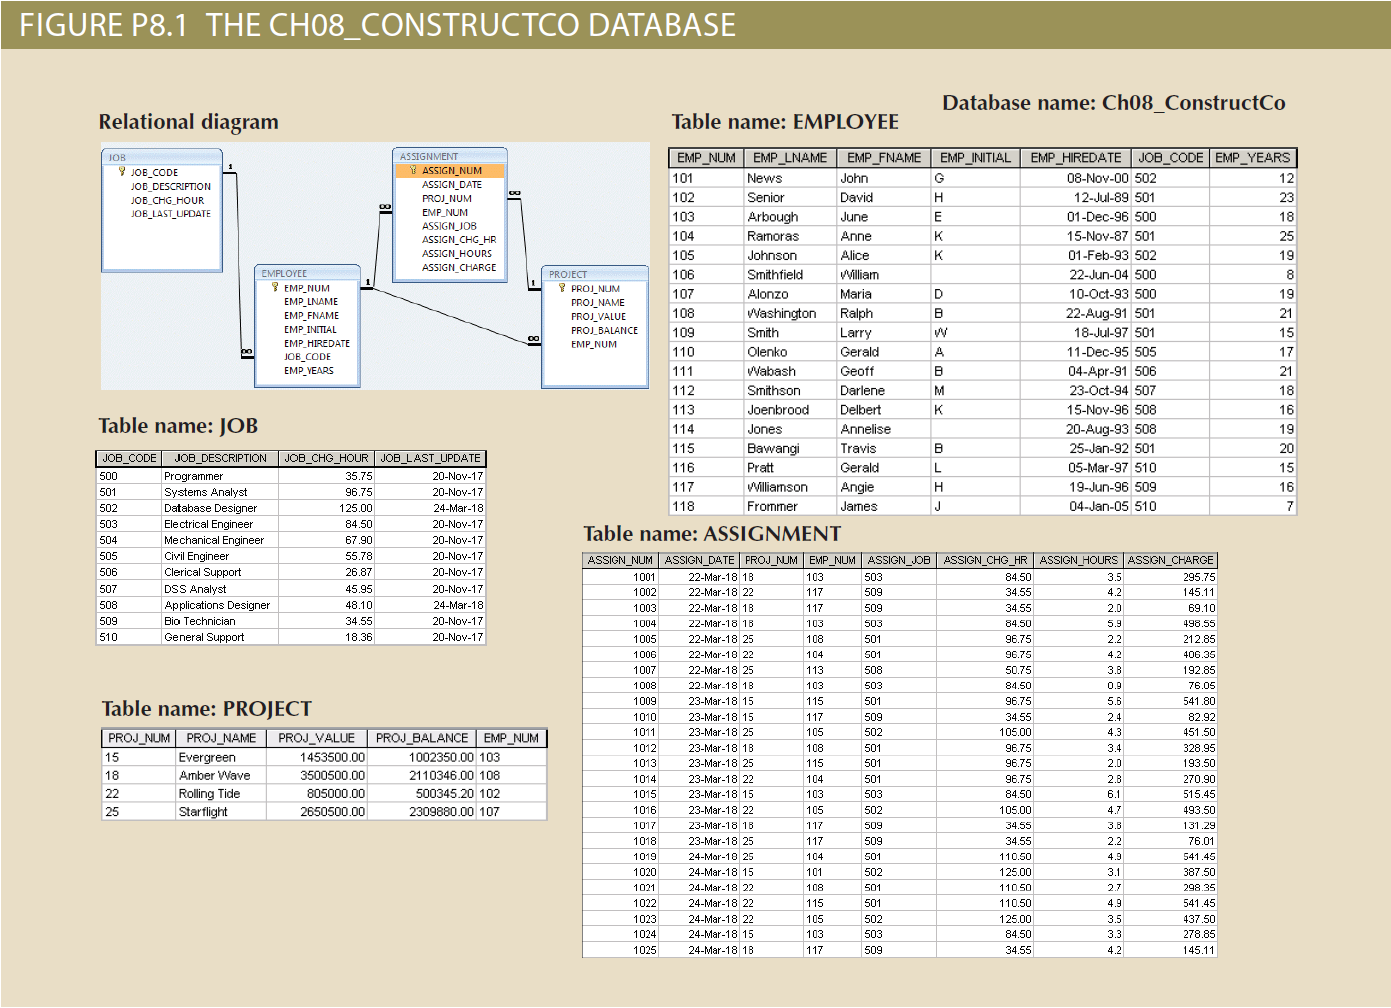 FIGURE P8.1 THE CH08_CONSTRUCTCO DATABASE
Database name: Ch08_ConstructCo
Relational diagram
JOB
JOB_CODE
JOB_DESCRIPTION
JOB_CHG_HOUR
JOB_LAST_UPDATE
1
∞
EMPLOYEE
EMP_NUM
EMP_LNAME
EMP_FNAME
EMP_INITIAL
EMP_HIREDATE
JOB_CODE
EMP_YEARS
1
∞
∞
ASSIGNMENT
ASSIGN_NUM
ASSIGN_DATE
PROJ_NUM
EMP_NUM
ASSIGN_JOB
ASSIGN_CHG_HR
ASSIGN_HOURS
ASSIGN_CHARGE
∞
1
PROJECT
PROJ_NUM
PROJ_NAME
PROJ_VALUE
PROJ_BALANCE
EMP_NUM
Table name: EMPLOYEE
EMP_NUM EMP_LNAME EMP_FNAME EMP_INITIAL EMP_HIREDATE JOB_CODE EMP_YEARS
101 News John G 08-Nov-00 502 12
102 Senior David H 12-Jul-89 501 23
103 Arbough June E 01-Dec-96 500 18
104 Ramoras Anne K 15-Nov-87 501 25
105 Johnson Alice K 01-Feb-93 502 19
106 Smithfield William 22-Jun-04 500 8
107 Alonzo Maria D 10-Oct-93 500 19
108 Washington Ralph B 22-Aug-91 501 21
109 Smith Larry W 18-Jul-97 501 15
110 Olenko Gerald A 11-Dec-95 505 17
111 Wabash Geoff B 04-Apr-91 506 21
112 Smithson Darlene M 23-Oct-94 507 18
113 Joenbrood Delbert K 15-Nov-96 508 16
114 Jones Annelise 20-Aug-93 508 19
115 Bawangi Travis B 25-Jan-92 501 20
116 Pratt Gerald L 05-Mar-97 510 15
117 Williamson Angie H 19-Jun-96 509 16
118 Frommer James J 04-Jan-05 510 7
Table name: JOB
JOB_CODE JOB_DESCRIPTION JOB_CHG_HOUR JOB_LAST_UPDATE
500 Programmer 35.75 20-Nov-17
501 Systems Analyst 96.75 20-Nov-17
502 Database Designer 125.00 24-Mar-18
503 Electrical Engineer 84.50 20-Nov-17
504 Mechanical Engineer 67.90 20-Nov-17
505 Civil Engineer 55.78 20-Nov-17
506 Clerical Support 26.87 20-Nov-17
507 DSS Analyst 45.95 20-Nov-17
508 Applications Designer 48.10 24-Mar-18
509 Bio Technician 34.55 20-Nov-17
510 General Support 18.36 20-Nov-17
Table name: PROJECT
PROJ_NUM PROJ_NAME PROJ_VALUE PROJ_BALANCE EMP_NUM
15 Evergreen 1453500.00 1002350.00 103
18 Amber Wave 3500500.00 2110346.00 108
22 Rolling Tide 805000.00 500345.20 102
25 Starflight 2650500.00 2309880.00 107
Table name: ASSIGNMENT
ASSIGN_NUM ASSIGN_DATE PROJ_NUM EMP_NUM ASSIGN_JOB ASSIGN_CHG_HR ASSIGN_HOURS ASSIGN_CHARGE
1001 22-Mar-18 18 103 503 84.50 3.5 295.75
1002 22-Mar-18 22 117 509 34.55 4.2 145.11
1003 22-Mar-18 18 117 509 34.55 2.0 69.10
1004 22-Mar-18 18 103 503 84.50 5.9 498.55
1005 22-Mar-18 25 108 501 96.75 2.2 212.85
1006 22-Mar-18 22 104 501 96.75 4.2 406.35
1007 22-Mar-18 25 113 508 50.75 3.8 192.85
1008 22-Mar-18 18 103 503 84.50 0.9 76.05
1009 23-Mar-18 15 115 501 96.75 5.6 541.80
1010 23-Mar-18 15 117 509 34.55 2.4 82.92
1011 23-Mar-18 25 105 502 105.00 4.3 451.50
1012 23-Mar-18 18 108 501 96.75 3.4 328.95
1013 23-Mar-18 25 115 501 96.75 2.0 193.50
1014 23-Mar-18 22 104 501 96.75 2.8 270.90
1015 23-Mar-18 15 103 503 84.50 6.1 515.45
1016 23-Mar-18 22 105 502 105.00 4.7 493.50
1017 23-Mar-18 18 117 509 34.55 3.8 131.29
1018 23-Mar-18 25 117 509 34.55 2.2 76.01
1019 24-Mar-18 25 104 501 110.50 4.9 541.45
1020 24-Mar-18 15 101 502 125.00 3.1 387.50
1021 24-Mar-18 22 108 501 110.50 2.7 298.35
1022 24-Mar-18 22 115 501 110.50 4.9 541.45
1023 24-Mar-18 22 105 502 125.00 3.5 437.50
1024 24-Mar-18 15 103 503 84.50 3.3 278.85
1025 24-Mar-18 18 117 509 34.55 4.2 145.11